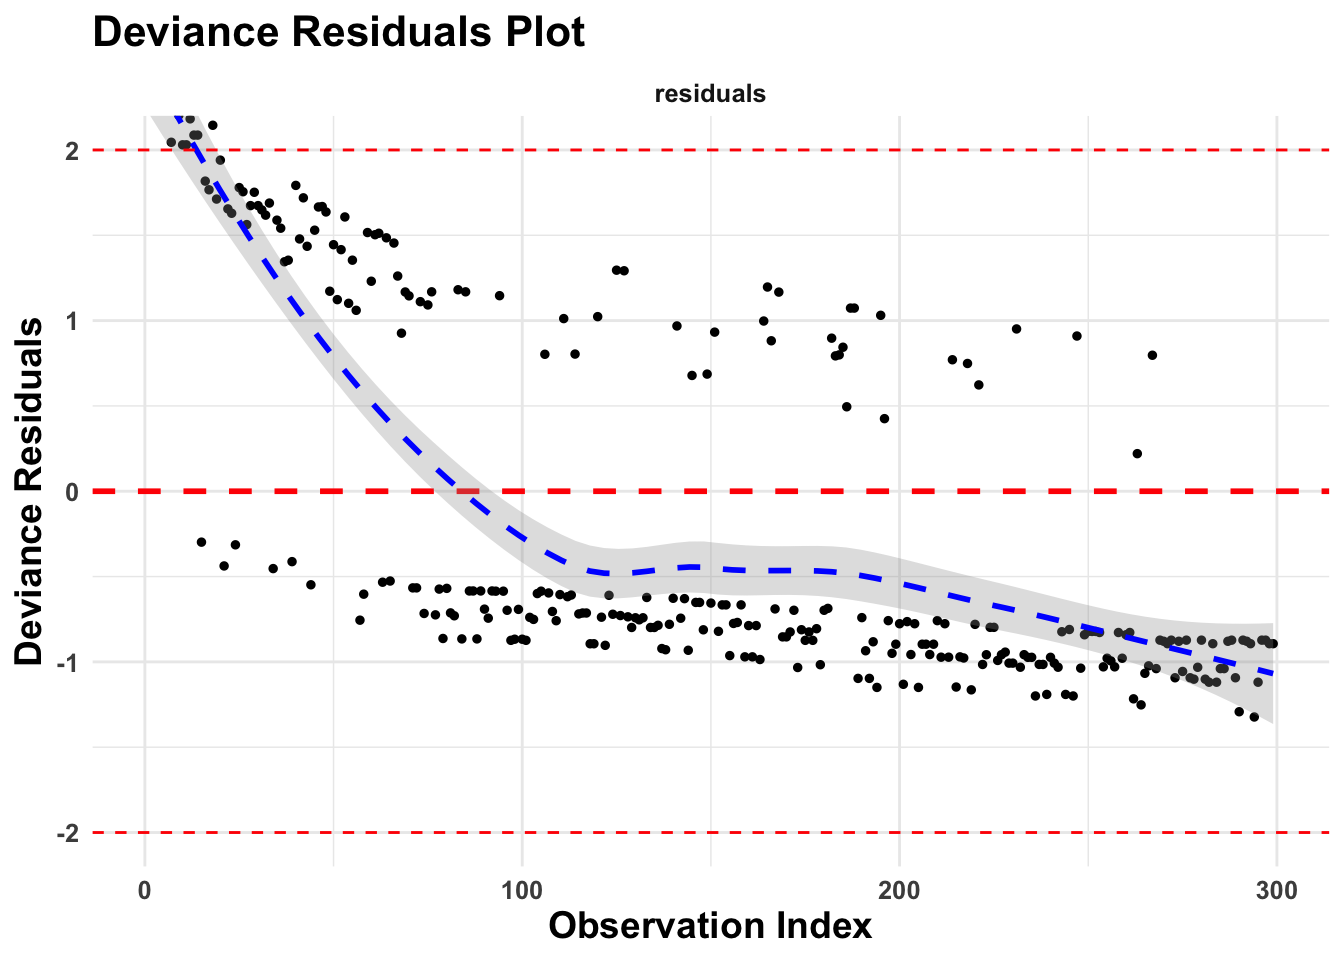 Deviance Residuals Plot
residuals
Deviance Residuals
2
1
0
-1
-2
0 100 200 300
Observation Index